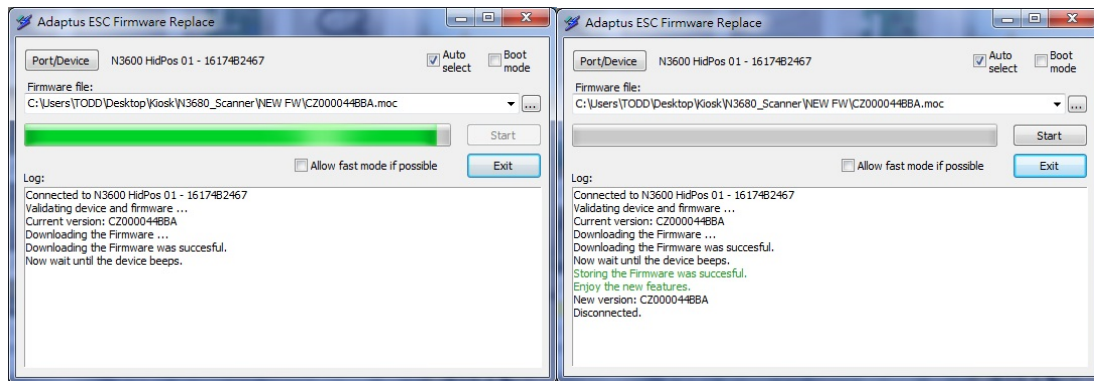 Adaptus ESC Firmware Replace
Port/Device N3600 HidPos 01 - 16174B2467 Auto select Boot mode
Firmware file:
C:\Users\TODD\Desktop\Kiosk\N3680_Scanner\NEW FW\CZ000044BBA.moc ...
Start
Allow fast mode if possible Exit
Log:
Connected to N3600 HidPos 01 - 16174B2467
Validating device and firmware ...
Current version: CZ000044BBA
Downloading the Firmware ...
Downloading the Firmware was succesful.
Now wait until the device beeps.
Adaptus ESC Firmware Replace
Port/Device N3600 HidPos 01 - 16174B2467 Auto select Boot mode
Firmware file:
C:\Users\TODD\Desktop\Kiosk\N3680_Scanner\NEW FW\CZ000044BBA.moc ...
Start
Allow fast mode if possible Exit
Log:
Connected to N3600 HidPos 01 - 16174B2467
Validating device and firmware ...
Current version: CZ000044BBA
Downloading the Firmware ...
Downloading the Firmware was succesful.
Now wait until the device beeps.
Storing the Firmware was succesful.
Enjoy the new features.
New version: CZ000044BBA
Disconnected.